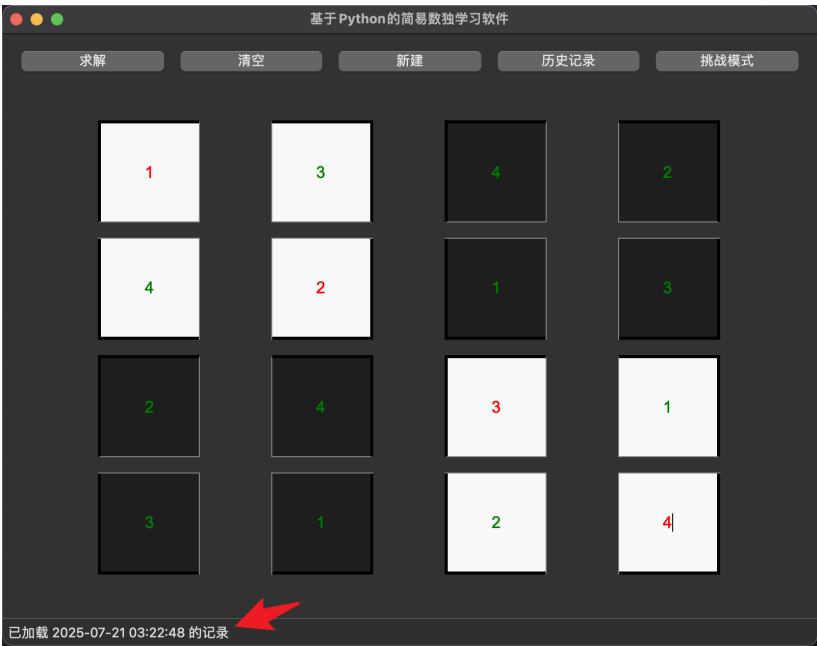 基于Python的简易数独学习软件
求解 清空 新建 历史记录 挑战模式
1 3 4 2
4 2 1 3
2 4 3 1
3 1 2 4
已加载 2025-07-21 03:22:48 的记录